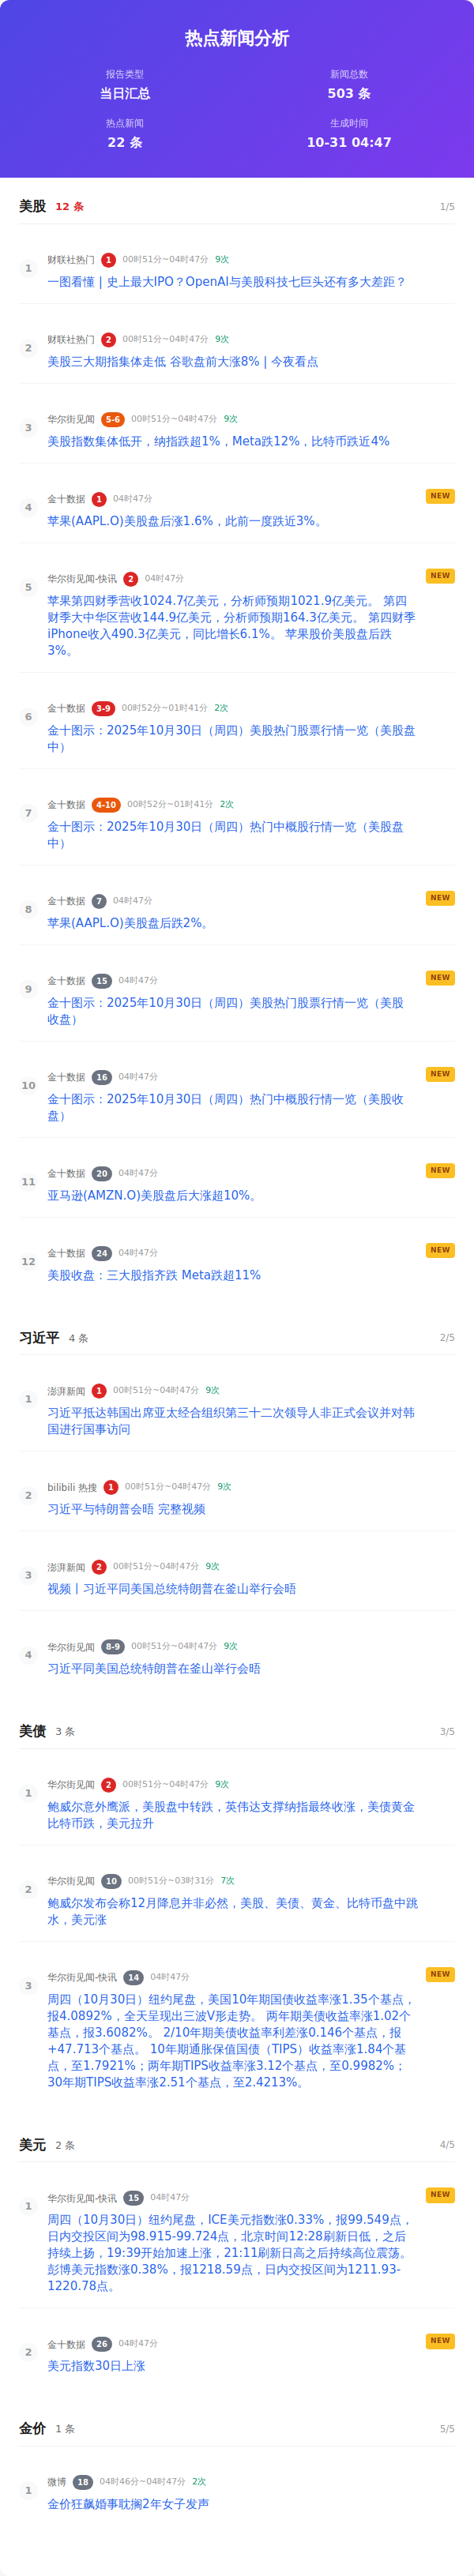 热点新闻分析
报告类型
当日汇总
新闻总数
503 条
热点新闻
22 条
生成时间
10-31 04:47
美股 12 条 1/5
1
财联社热门 1 00时51分~04时47分 9次
一图看懂 | 史上最大IPO？OpenAI与美股科技七巨头还有多大差距？
2
财联社热门 2 00时51分~04时47分 9次
美股三大期指集体走低 谷歌盘前大涨8% | 今夜看点
3
华尔街见闻 5-6 00时51分~04时47分 9次
美股指数集体低开，纳指跌超1%，Meta跌12%，比特币跌近4%
4
金十数据 1 04时47分 NEW
苹果(AAPL.O)美股盘后涨1.6%，此前一度跌近3%。
5
华尔街见闻-快讯 2 04时47分 NEW
苹果第四财季营收1024.7亿美元，分析师预期1021.9亿美元。 第四
财季大中华区营收144.9亿美元，分析师预期164.3亿美元。 第四财季
iPhone收入490.3亿美元，同比增长6.1%。 苹果股价美股盘后跌
3%。
6
金十数据 3-9 00时52分~01时41分 2次
金十图示：2025年10月30日（周四）美股热门股票行情一览（美股盘
中）
7
金十数据 4-10 00时52分~01时41分 2次
金十图示：2025年10月30日（周四）热门中概股行情一览（美股盘
中）
8
金十数据 7 04时47分 NEW
苹果(AAPL.O)美股盘后跌2%。
9
金十数据 15 04时47分 NEW
金十图示：2025年10月30日（周四）美股热门股票行情一览（美股
收盘）
10
金十数据 16 04时47分 NEW
金十图示：2025年10月30日（周四）热门中概股行情一览（美股收
盘）
11
金十数据 20 04时47分 NEW
亚马逊(AMZN.O)美股盘后大涨超10%。
12
金十数据 24 04时47分 NEW
美股收盘：三大股指齐跌 Meta跌超11%
习近平 4 条 2/5
1
澎湃新闻 1 00时51分~04时47分 9次
习近平抵达韩国出席亚太经合组织第三十二次领导人非正式会议并对韩
国进行国事访问
2
bilibili 热搜 1 00时51分~04时47分 9次
习近平与特朗普会晤 完整视频
3
澎湃新闻 2 00时51分~04时47分 9次
视频丨习近平同美国总统特朗普在釜山举行会晤
4
华尔街见闻 8-9 00时51分~04时47分 9次
习近平同美国总统特朗普在釜山举行会晤
美债 3 条 3/5
1
华尔街见闻 2 00时51分~04时47分 9次
鲍威尔意外鹰派，美股盘中转跌，英伟达支撑纳指最终收涨，美债黄金
比特币跌，美元拉升
2
华尔街见闻 10 00时51分~03时31分 7次
鲍威尔发布会称12月降息并非必然，美股、美债、黄金、比特币盘中跳
水，美元涨
3
华尔街见闻-快讯 14 04时47分 NEW
周四（10月30日）纽约尾盘，美国10年期国债收益率涨1.35个基点，
报4.0892%，全天呈现出三波V形走势。 两年期美债收益率涨1.02个
基点，报3.6082%。 2/10年期美债收益率利差涨0.146个基点，报
+47.713个基点。 10年期通胀保值国债（TIPS）收益率涨1.84个基
点，至1.7921%；两年期TIPS收益率涨3.12个基点，至0.9982%；
30年期TIPS收益率涨2.51个基点，至2.4213%。
美元 2 条 4/5
1
华尔街见闻-快讯 15 04时47分 NEW
周四（10月30日）纽约尾盘，ICE美元指数涨0.33%，报99.549点，
日内交投区间为98.915-99.724点，北京时间12:28刷新日低，之后
持续上扬，19:39开始加速上涨，21:11刷新日高之后持续高位震荡。
彭博美元指数涨0.38%，报1218.59点，日内交投区间为1211.93-
1220.78点。
2
金十数据 26 04时47分 NEW
美元指数30日上涨
金价 1 条 5/5
1
微博 18 04时46分~04时47分 2次
金价狂飙婚事耽搁2年女子发声